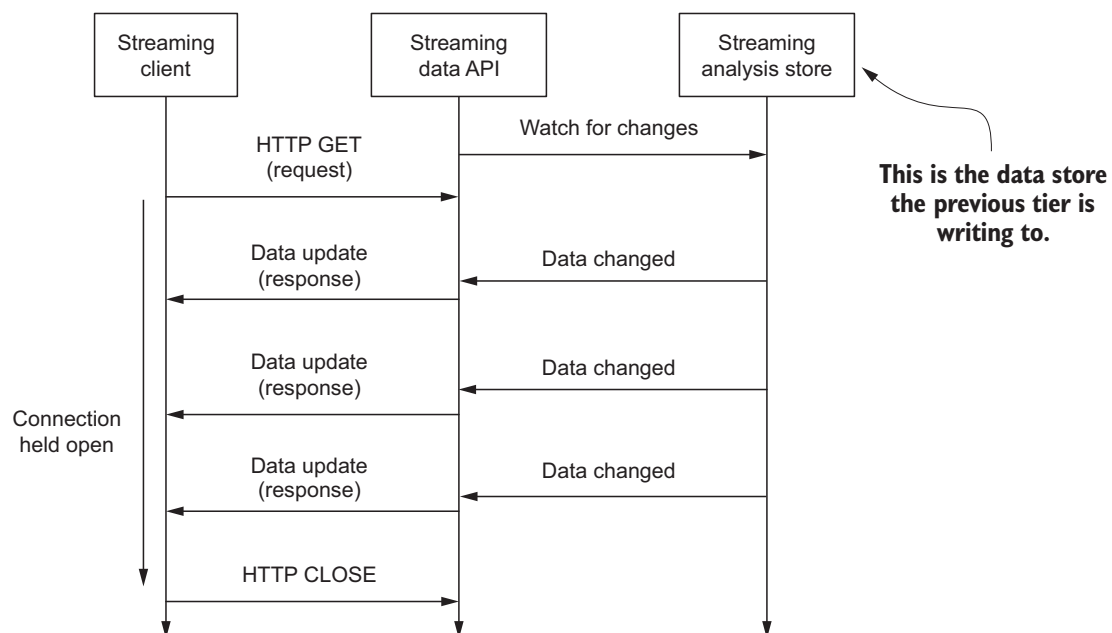 Streaming
client
Streaming
data API
Streaming
analysis store
Watch for changes
HTTP GET
(request)
This is the data store
the previous tier is
writing to.
Data update
(response)
Data changed
Data update
(response)
Data changed
Connection
held open
Data update
(response)
Data changed
HTTP CLOSE